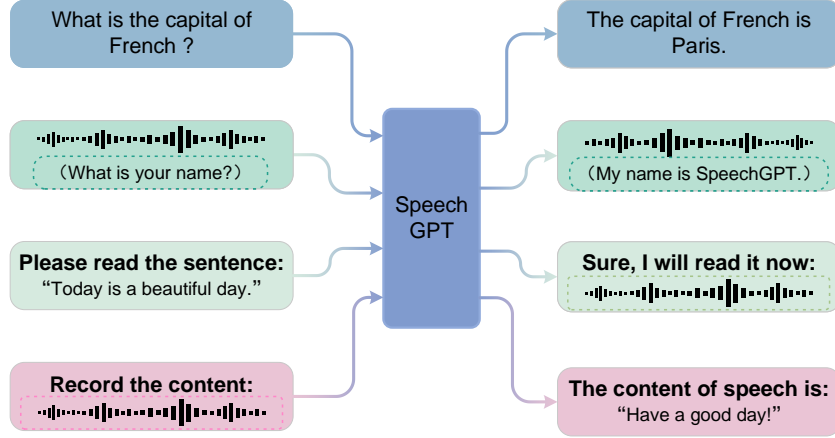 What is the capital of
French ?
The capital of French is
Paris.
（What is your name?）
（My name is SpeechGPT.）
Speech
GPT
Please read the sentence:
“Today is a beautiful day.”
Sure, I will read it now:
Record the content:
The content of speech is:
“Have a good day!”